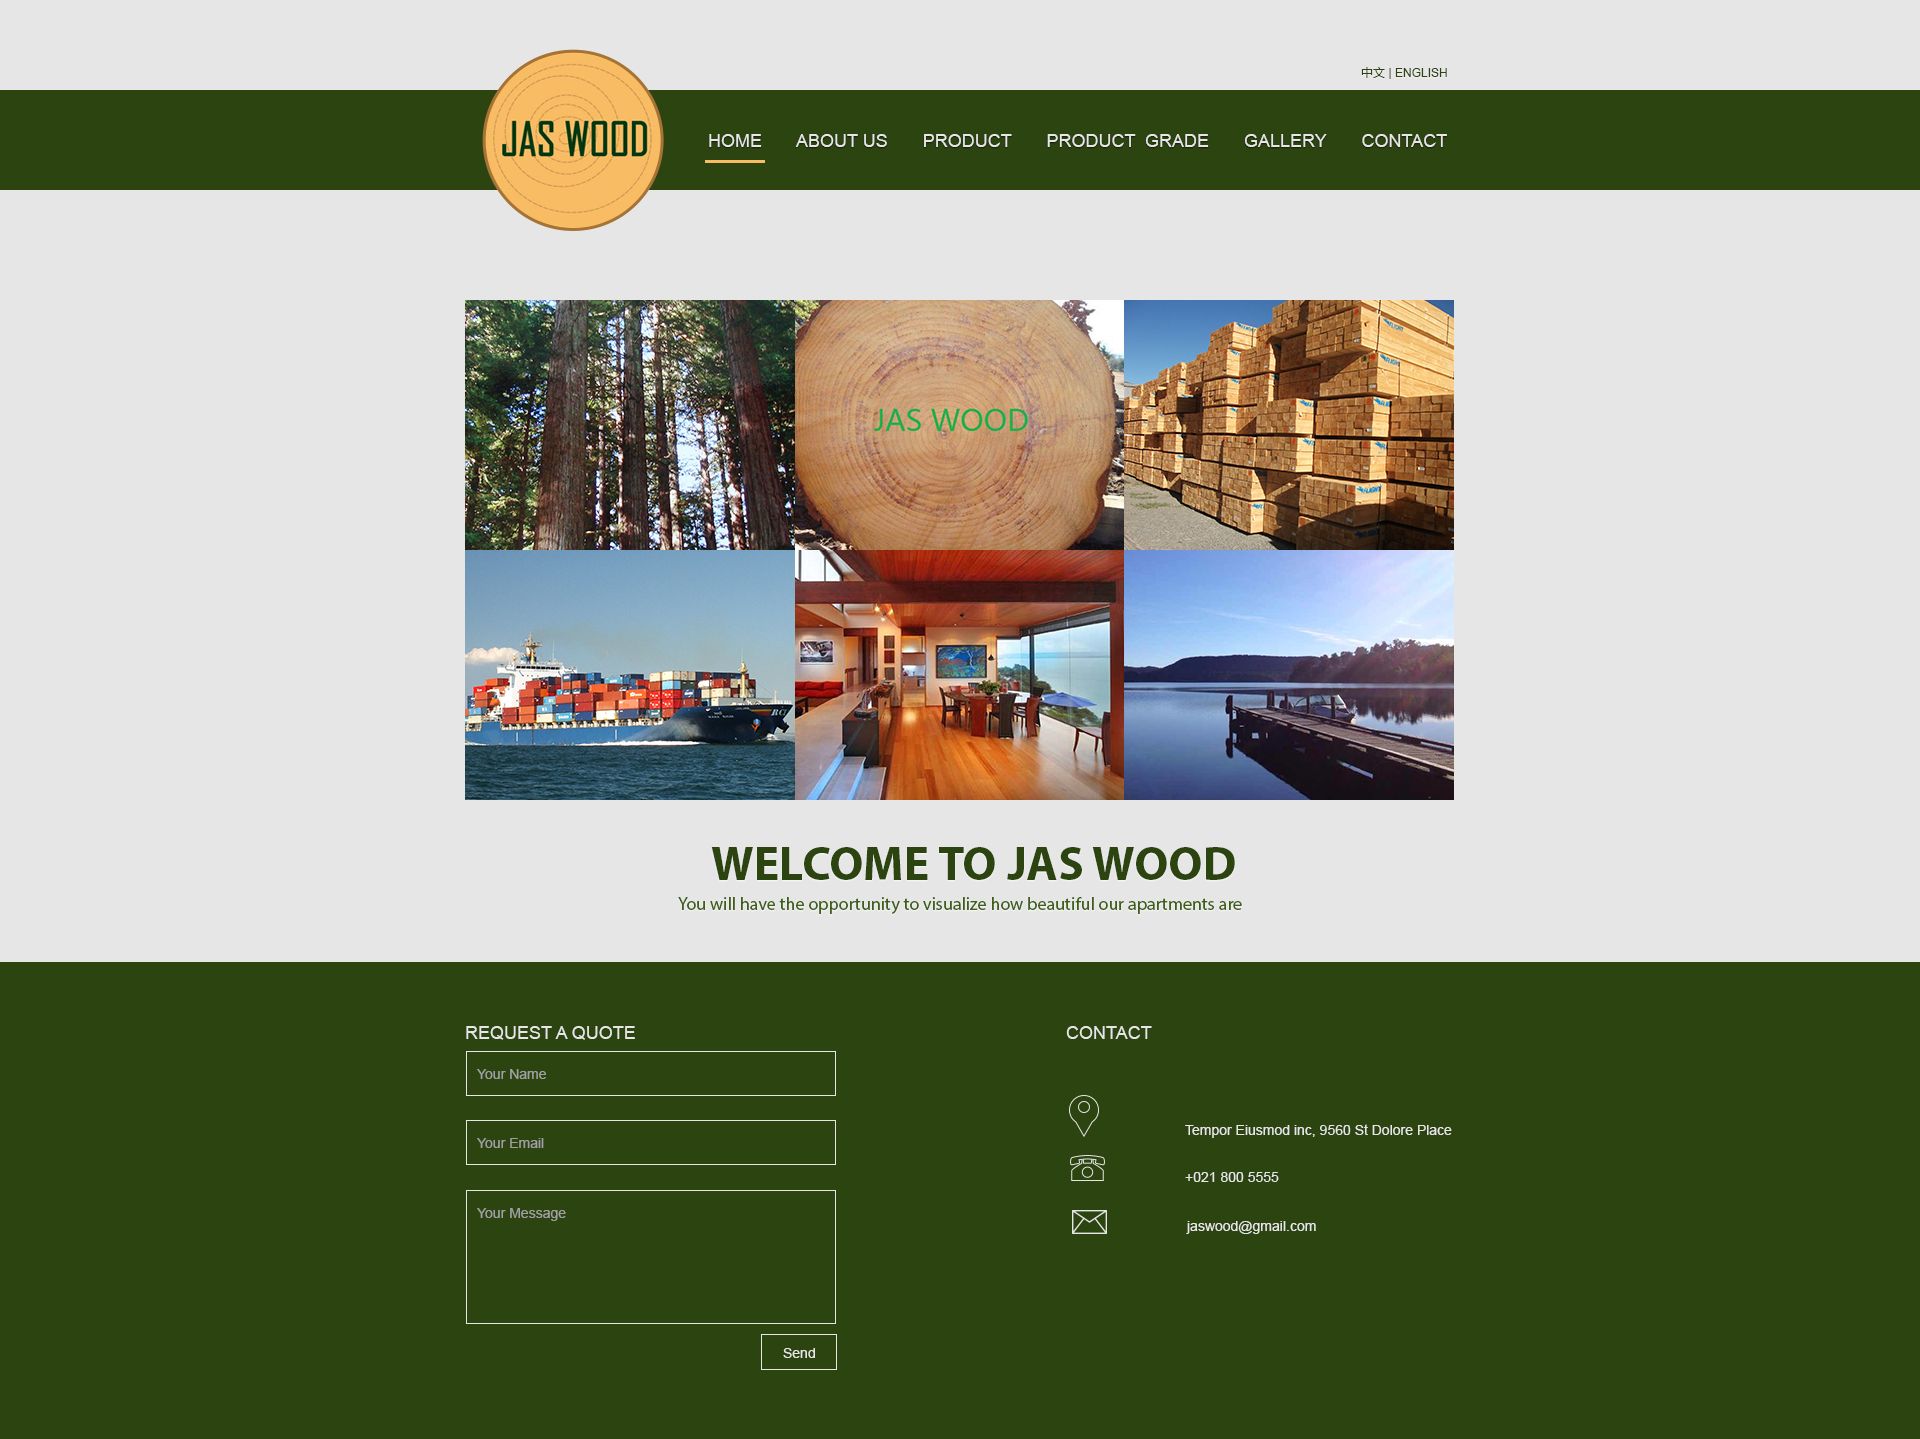 中文 | ENGLISH
JAS WOOD
HOME ABOUT US PRODUCT PRODUCT GRADE GALLERY CONTACT
JAS WOOD
WELCOME TO JAS WOOD
You will have the opportunity to visualize how beautiful our apartments are
REQUEST A QUOTE
Your Name
Your Email
Your Message
Send
CONTACT
Tempor Eiusmod inc, 9560 St Dolore Place
+021 800 5555
jaswood@gmail.com